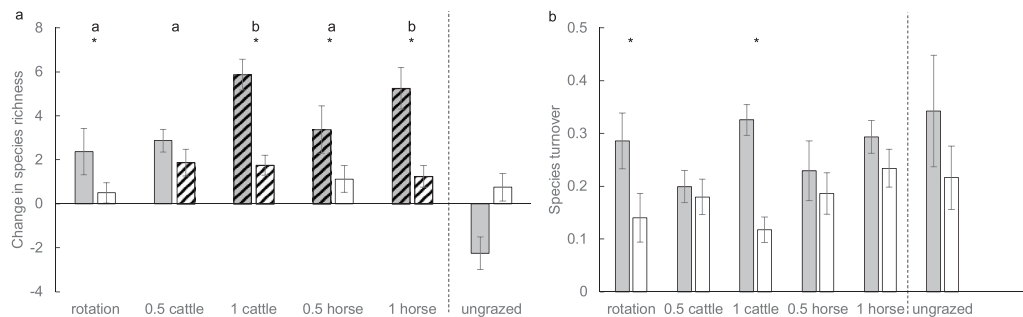 a
8
6
4
2
0
-2
-4
Change in species richness
a a b a b
* * * *
rotation 0.5 cattle 1 cattle 0.5 horse 1 horse ungrazed
b
0.5
0.4
0.3
0.2
0.1
0
Species turnover
* *
rotation 0.5 cattle 1 cattle 0.5 horse 1 horse ungrazed